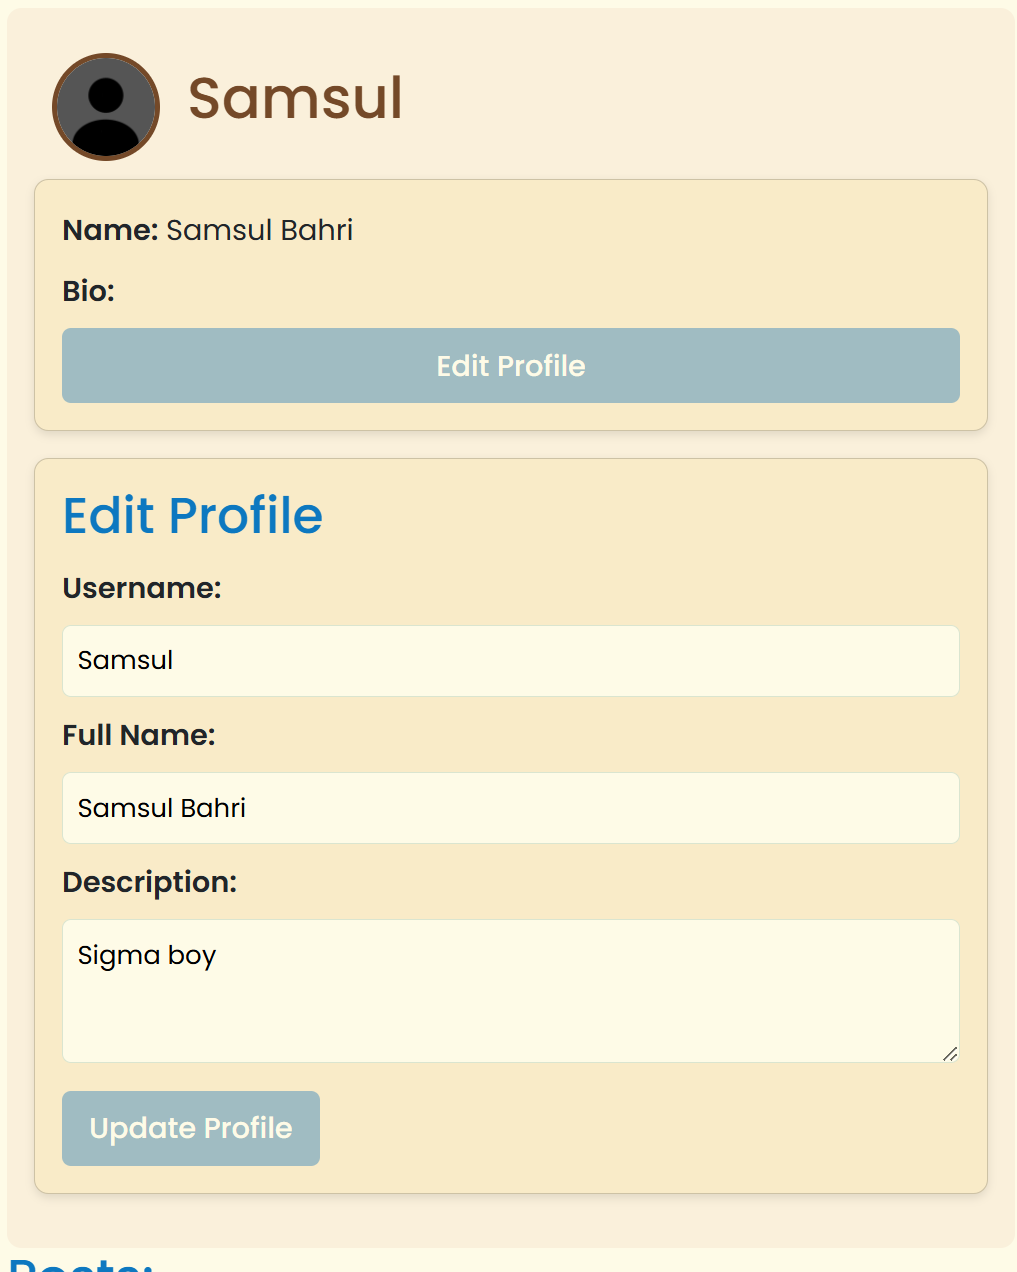 Samsul
Name: Samsul Bahri
Bio:
Edit Profile
Edit Profile
Username:
Samsul
Full Name:
Samsul Bahri
Description:
Sigma boy
Update Profile
Posts: